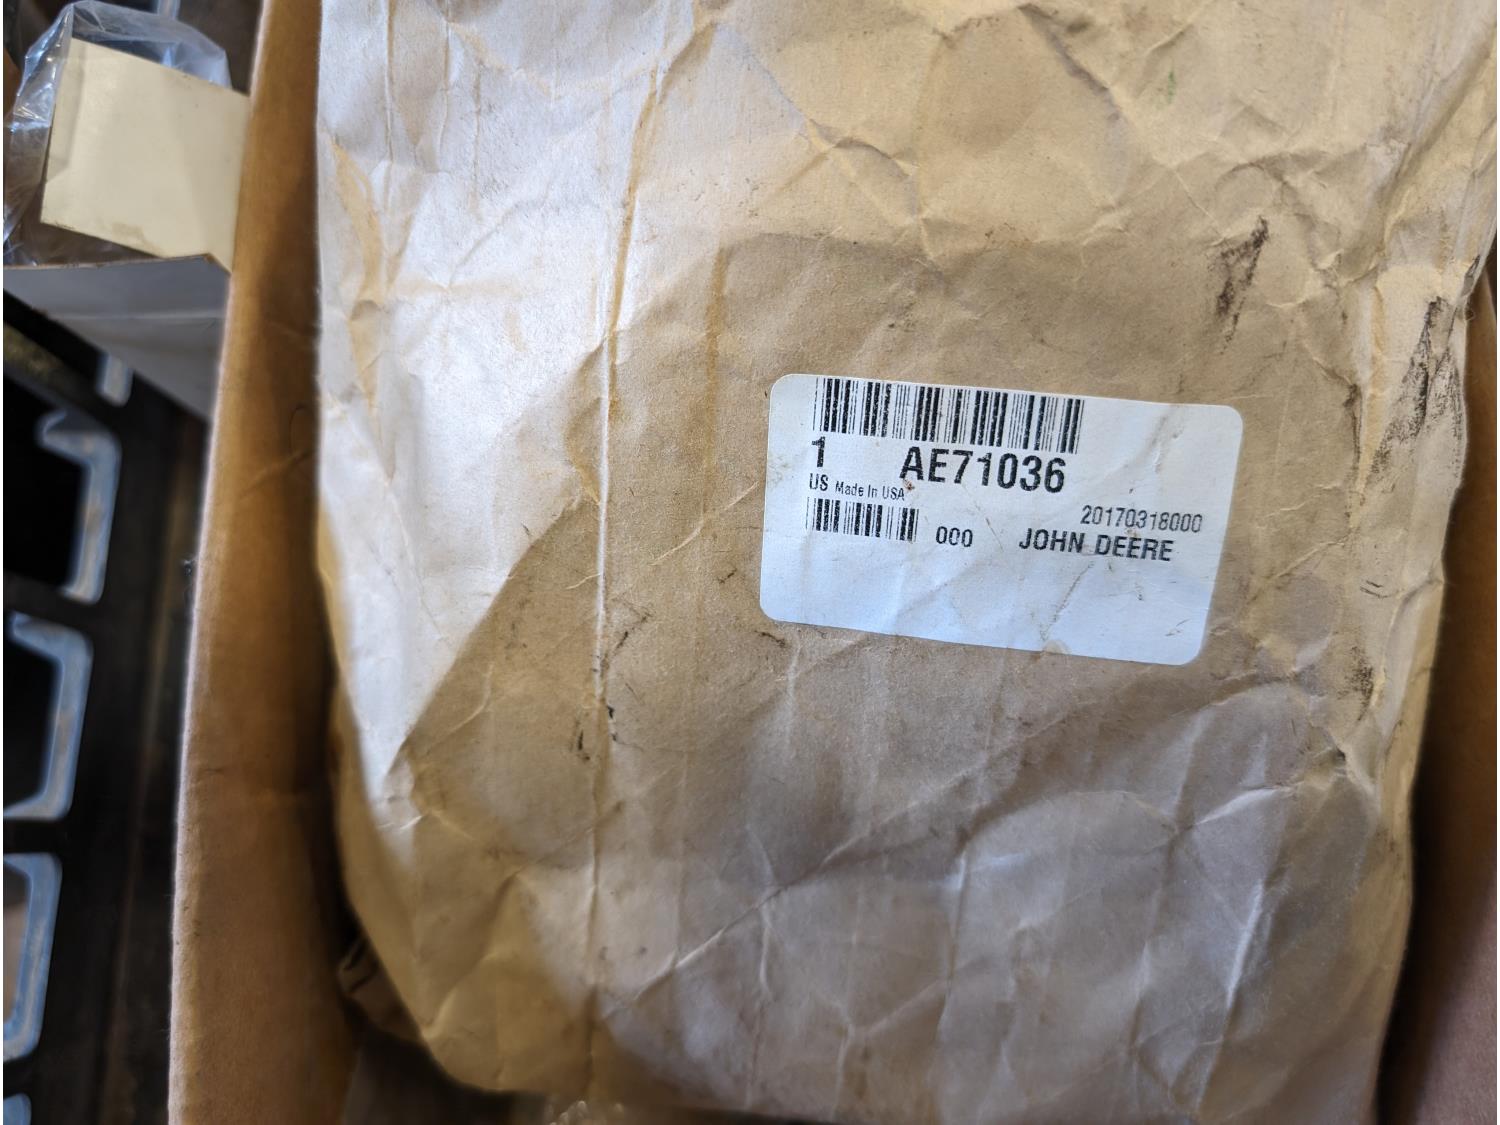 1 AE71036
US Made In USA
20170318000
000 JOHN DEERE